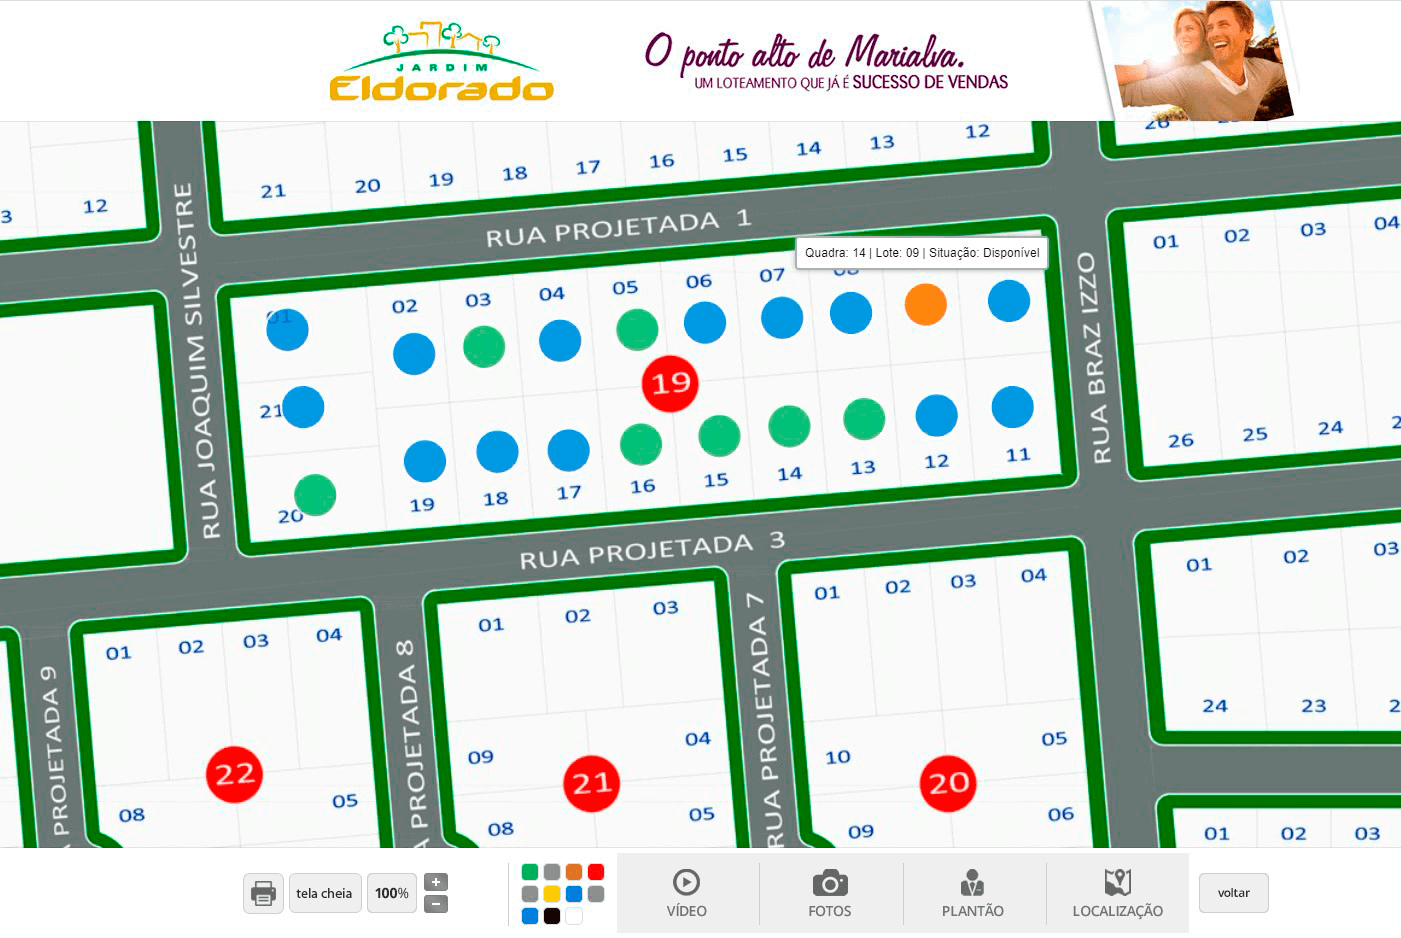 JARDIM
Eldorado
O ponto alto de Marialva.
UM LOTEAMENTO QUE JÁ É SUCESSO DE VENDAS
21 20 19 18 17 16 15 14 13 12
26
3 12
RUA PROJETADA 1
RUA JOAQUIM SILVESTRE
RUA BRAZ IZZO
Quadra: 14 | Lote: 09 | Situação: Disponível
01 02 03 04 05 06 07 08
19
21
20 19 18 17 16 15 14 13 12 11
01 02 03 04
26 25 24 2
RUA PROJETADA 3
01 02 03 04
22
08 05
PROJETADA 9
A PROJETADA 8
01 02 03
09 04
21
08 05
RUA PROJETADA 7
01 02 03 04
10 05
20
09 06
01 02 03
24 23 2
01 02 03
tela cheia
100%
+
−
VÍDEO
FOTOS
PLANTÃO
LOCALIZAÇÃO
voltar